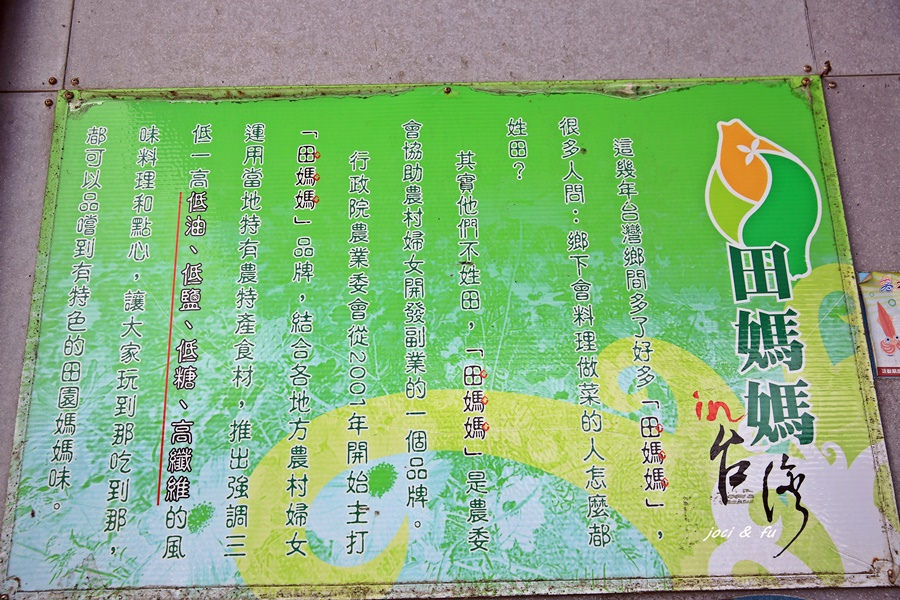 田媽媽
in
台灣
這幾年台灣鄉間多了好多「田媽媽」，
很多人問：鄉下會料理做菜的人怎麼都
姓田？
其實他們不姓田，「田媽媽」是農委
會協助農村婦女開發副業的一個品牌。
行政院農業委會從2001年開始主打
「田媽媽」品牌，結合各地方農村婦女
運用當地特有農特產食材，推出強調三
低一高低油、低鹽、低糖、高纖維的風
味料理和點心，讓大家玩到那吃到那，
都可以品嚐到有特色的田園媽媽味。
joci & fu